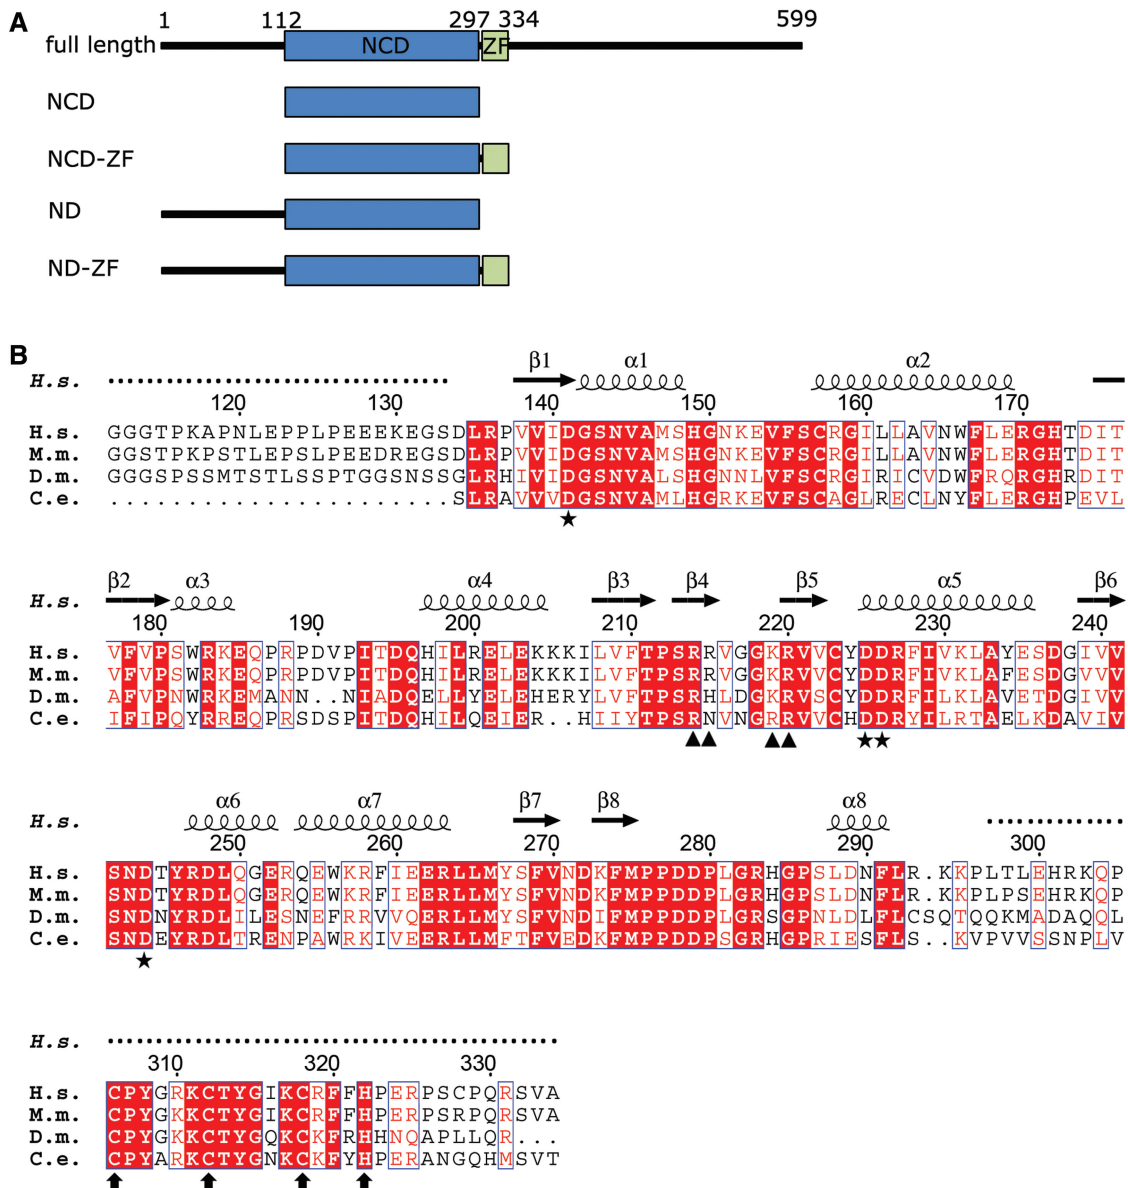 A
1 112 297 334 599
full length NCD ZF
NCD
NCD-ZF
ND
ND-ZF
B
β1 α1 α2
H.s.
120 130 140 150 160 170
H.s. GGGTPKAPNLEPPLPEEEKEGSDLRPVVIDGSNVAMSHGNKEVFSCRGILLAVNWFLERGHTDIT
M.m. GGSTPKPSTLEPSLPEEDREGSDLRPVVIDGSNVAMSHGNKEVFSCRGILLAVNWFLERGHTDIT
D.m. GGGSPSSMTSTLSSPTGGSNSSGLRHIVIDGSNVALSHGNNLVFSCRGIRICVDWFRQRGHRDIT
C.e. ......................SLRAVVVDGSNVAMLHGRKEVFSCAGLRECLNYFLERGHPEVL
★
β2 α3 α4 β3 β4 β5 α5 β6
H.s.
180 190 200 210 220 230 240
H.s. VFVPSWRKEQPRPDVPITDQHILRELEKKKILVFTPSRRVGGKRVVCYDDRFIVKLAYESDGIVV
M.m. VFVPSWRKEQPRPDVPITDQHILRELEKKKILVFTPSRRVGGKRVVCYDDRFIVKLAFESDGVVV
D.m. AFVPNWRKEMANN..NIADQELLYELEHERYLVFTPSRHLDGKRVSCYDDRFILKLAVETDGIVV
C.e. IFIPQYRREQPRSDSPITDQHILQEIER..HIIYTPSRNVNGRRVVCHDDRYILRTAELKDAVIV
▲▲ ▲▲ ★★
α6 α7 β7 β8 α8
H.s.
250 260 270 280 290 300
H.s. SNDTYRDLQGERQEWKRFIEERLLMYSFVNDKFMPPDDPLGRHGPSLDNFLR.KKPLTLEHRKQP
M.m. SNDTYRDLQGERQEWKRFIEERLLMYSFVNDKFMPPDDPLGRHGPSLDNFLR.KKPLPSEHRKQP
D.m. SNDNYRDLILESNEFRRVVQERLLMYSFVNDIFMPPDDPLGRSGPNLDLFLCSQTQQKMADAQQL
C.e. SNDEYRDLTRENPAWRKIVEERLLMFTFVEDKFMPPDDPSGRHGPRIESFLS..KVPVVSSNPLV
★
H.s.
310 320 330
H.s. CPYGRKCTYGIKCRFFHPERPSCPQRSVA
M.m. CPYGKKCTYGIKCRFFHPERPSRPQRSVA
D.m. CPYGKKCTYGQKCKFRHHNQAPLLQR...
C.e. CPYARKCTYGNKCKFYHPERANGQHMSVT